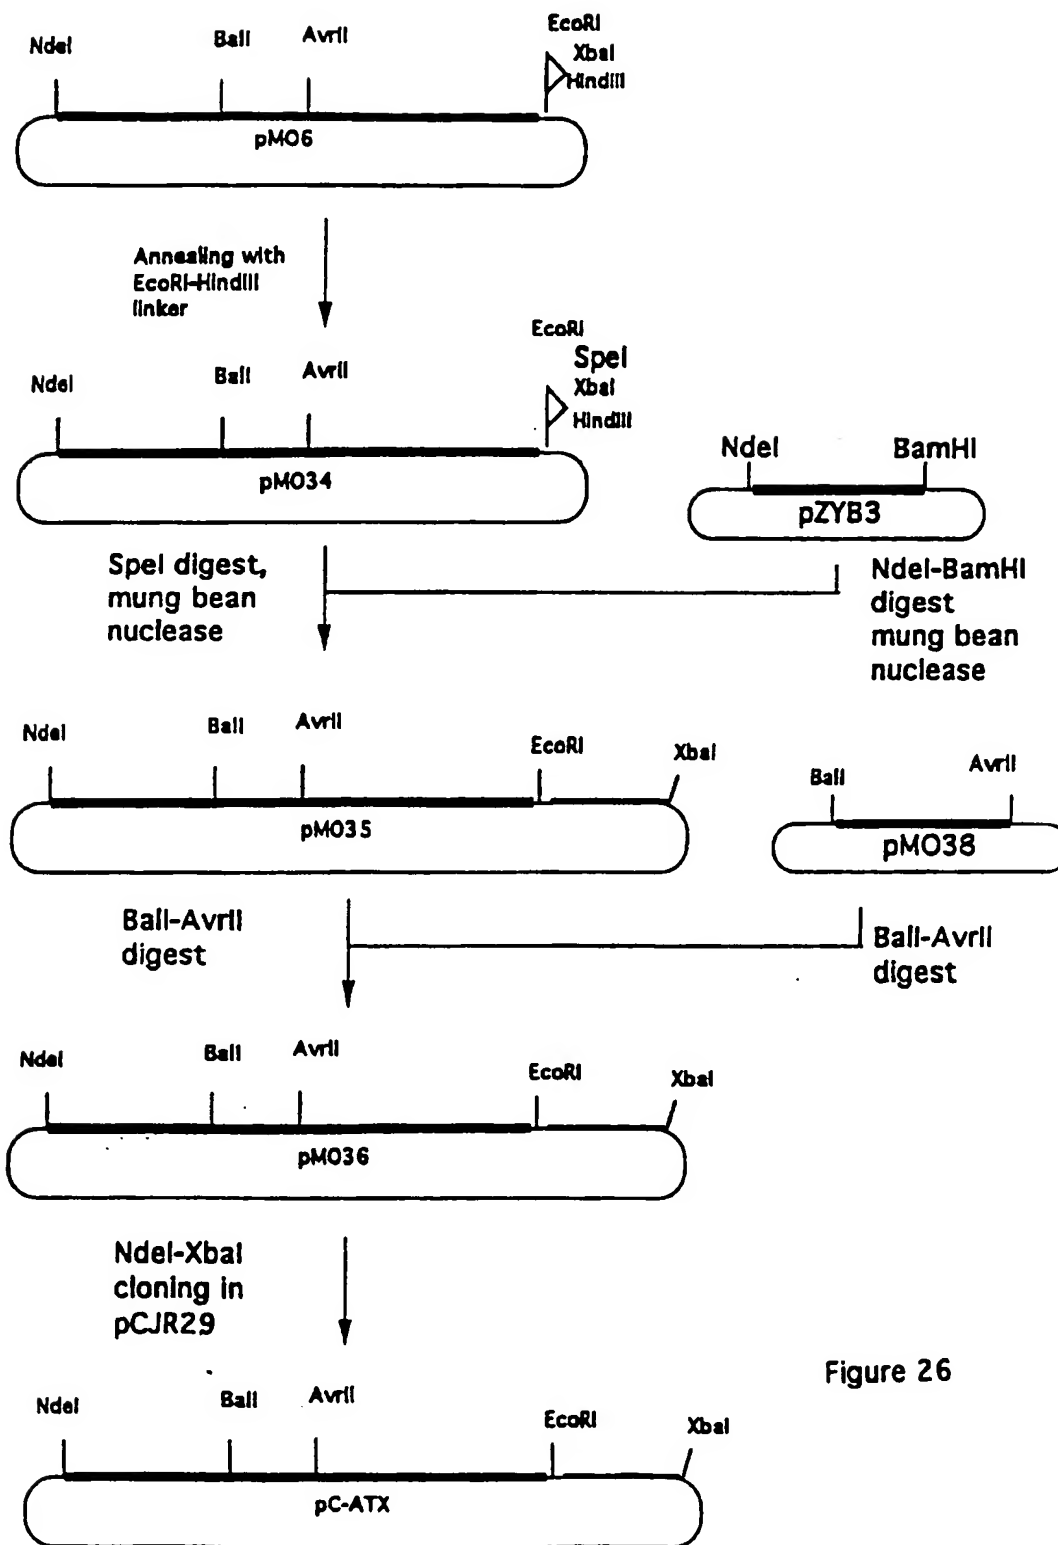 EcoRI
NdeI
BalI
AvrII
XbaI
HindIII
pMO6
Annealing with
EcoRI-HindIII
linker
EcoRI
SpeI
NdeI
BalI
AvrII
XbaI
HindIII
NdeI
BamHI
pMO34
pZYB3
SpeI digest,
mung bean
nuclease
NdeI-BamHI
digest
mung bean
nuclease
NdeI
BalI
AvrII
EcoRI
XbaI
BalI
AvrII
pMO35
pMO38
BalI-AvrII
digest
BalI-AvrII
digest
NdeI
BalI
AvrII
EcoRI
XbaI
pMO36
NdeI-XbaI
cloning in
pCJR29
Figure 26
NdeI
BalI
AvrII
EcoRI
XbaI
pC-ATX